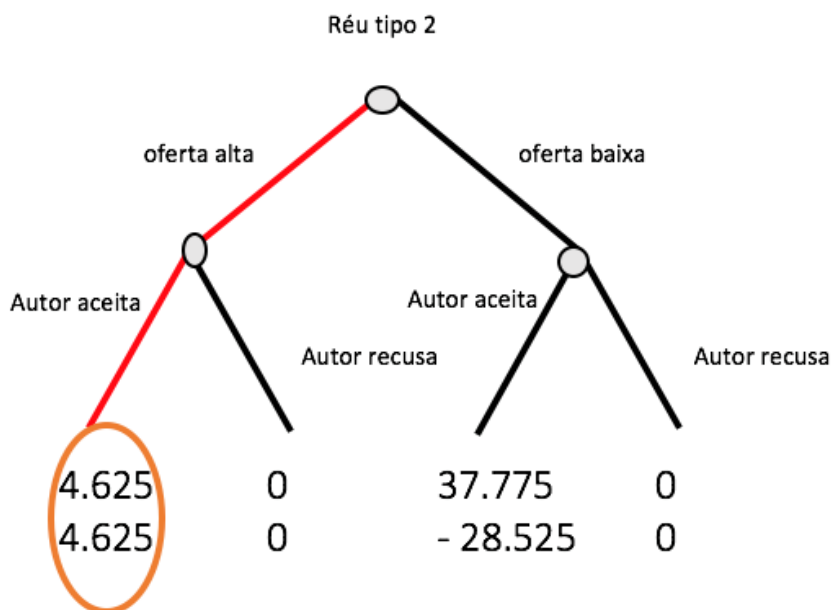 Réu tipo 2
oferta alta
oferta baixa
Autor aceita
Autor aceita
Autor recusa
Autor recusa
4.625 0 37.775 0
4.625 0 - 28.525 0